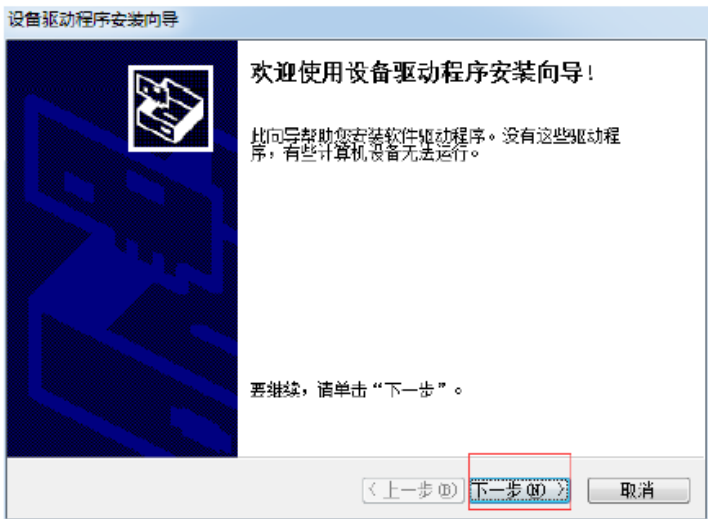 设备驱动程序安装向导
欢迎使用设备驱动程序安装向导!
此向导帮助您安装软件驱动程序。没有这些驱动程
序，有些计算机设备无法运行。
要继续，请单击“下一步”。
< 上一步(B) 下一步(N) > 取消